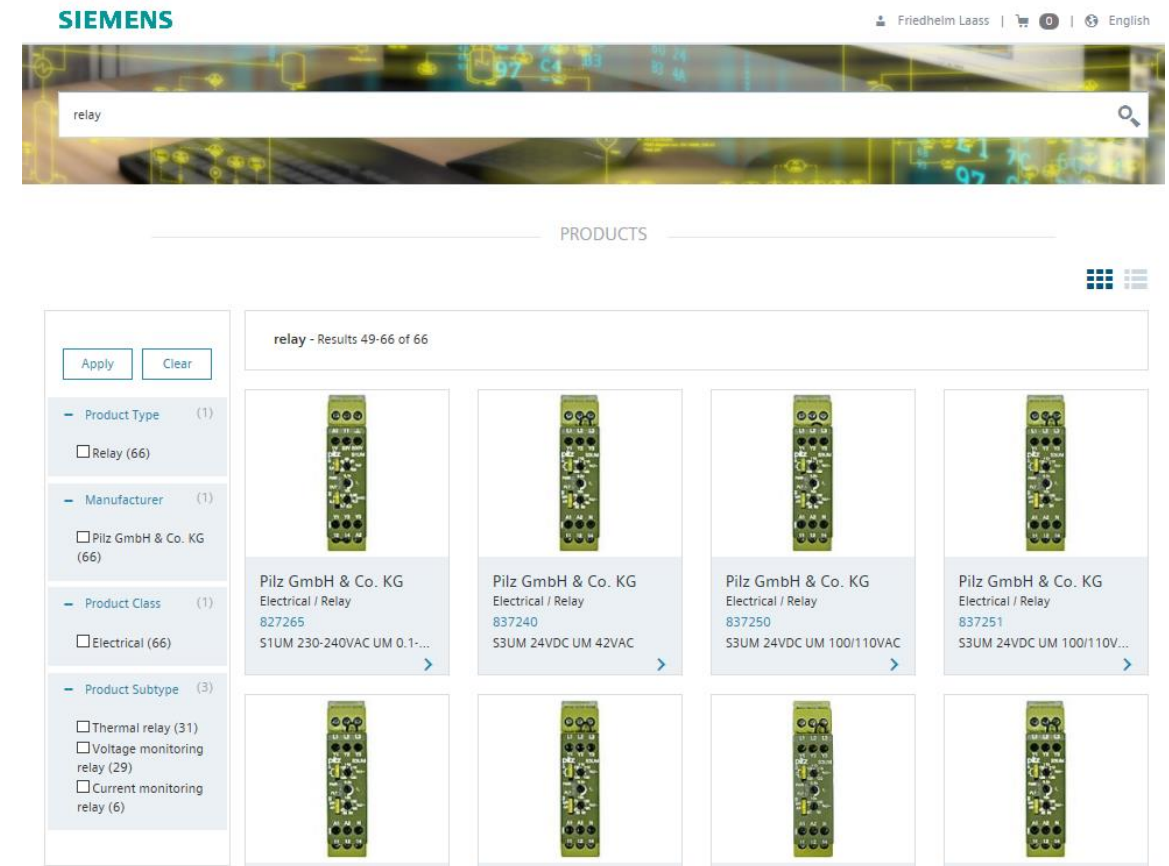 SIEMENS
Friedhelm Laass | 0 | English
relay
PRODUCTS
Apply Clear
relay - Results 49-66 of 66
− Product Type (1)
Relay (66)
− Manufacturer (1)
Pilz GmbH & Co. KG
(66)
− Product Class (1)
Electrical (66)
− Product Subtype (3)
Thermal relay (31)
Voltage monitoring
relay (29)
Current monitoring
relay (6)
Pilz GmbH & Co. KG
Electrical / Relay
827265
S1UM 230-240VAC UM 0.1-...
Pilz GmbH & Co. KG
Electrical / Relay
837240
S3UM 24VDC UM 42VAC
Pilz GmbH & Co. KG
Electrical / Relay
837250
S3UM 24VDC UM 100/110VAC
Pilz GmbH & Co. KG
Electrical / Relay
837251
S3UM 24VDC UM 100/110V...